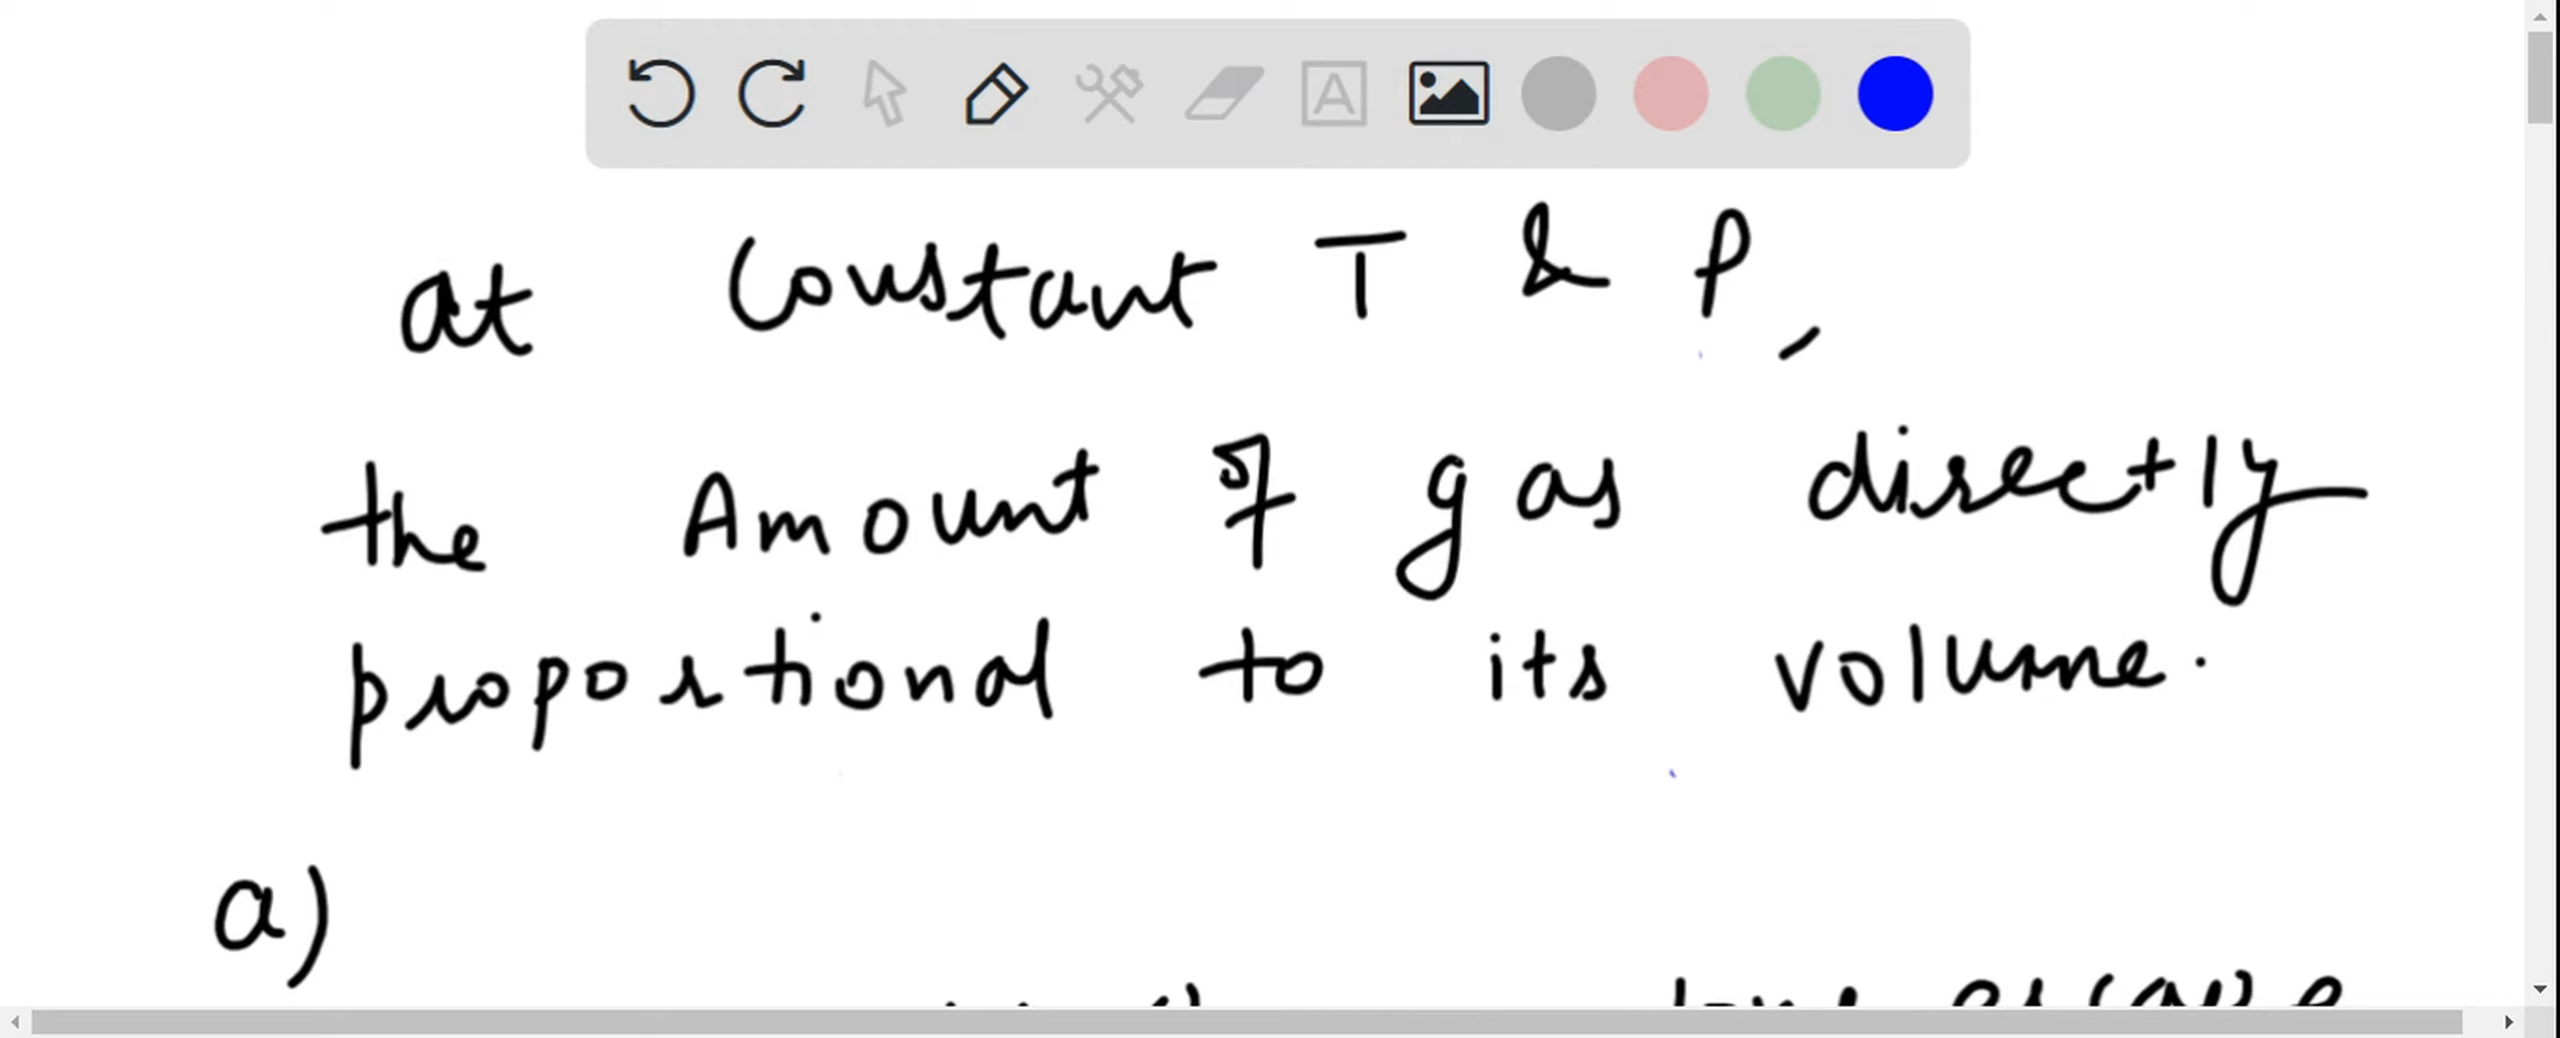 A
at constant T & P,
the Amount of gas directly
proportional to its volume.
a)